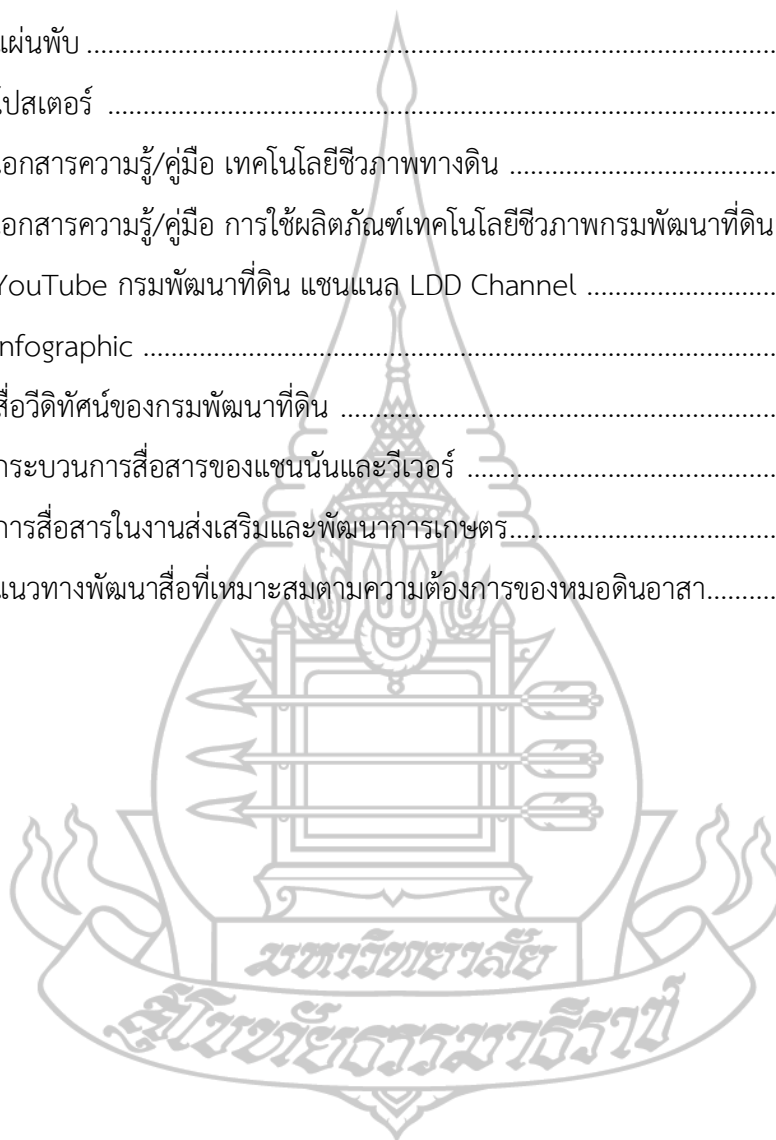 แผ่นพับ ........................................................................................................
โปสเตอร์ ........................................................................................................
เอกสารความรู้/คู่มือ เทคโนโลยีชีวภาพทางดิน ........................................
เอกสารความรู้/คู่มือ การใช้ผลิตภัณฑ์เทคโนโลยีชีวภาพกรมพัฒนาที่ดิน
YouTube กรมพัฒนาที่ดิน แชนแนล LDD Channel ............................
Infographic ................................................................................................
สื่อวีดิทัศน์ของกรมพัฒนาที่ดิน ................................................................
กระบวนการสื่อสารของแชนนันและวีเวอร์ ..............................................
การสื่อสารในงานส่งเสริมและพัฒนาการเกษตร........................................
แนวทางพัฒนาสื่อที่เหมาะสมตามความต้องการของหมอดินอาสา...........
มหาวิทยาลัย
สุโขทัยธรรมาธิราช